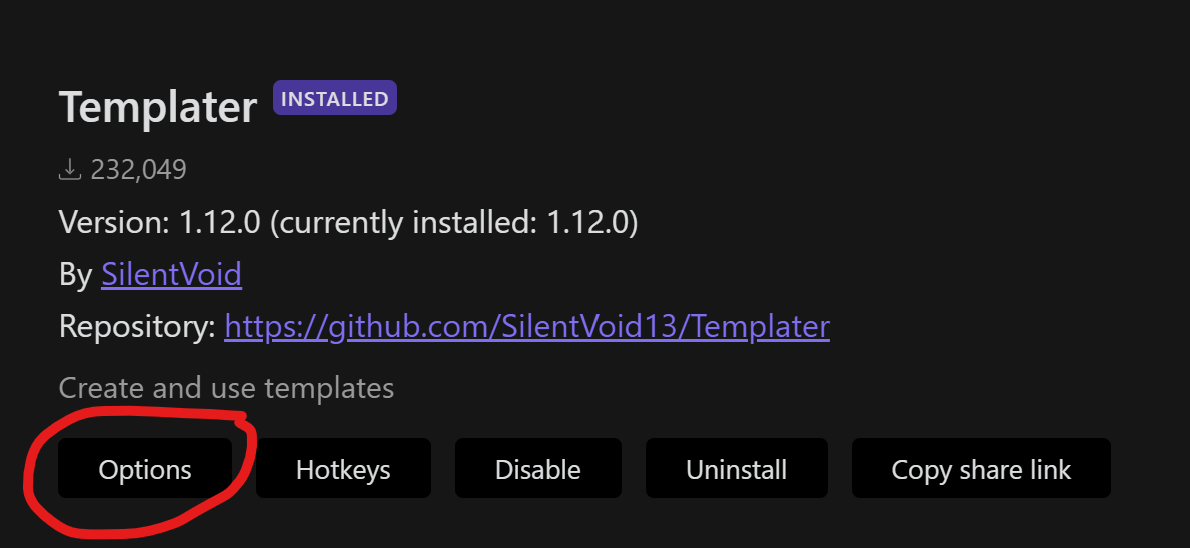 Templater INSTALLED
232,049
Version: 1.12.0 (currently installed: 1.12.0)
By SilentVoid
Repository: https://github.com/SilentVoid13/Templater
Create and use templates
Options Hotkeys Disable Uninstall Copy share link